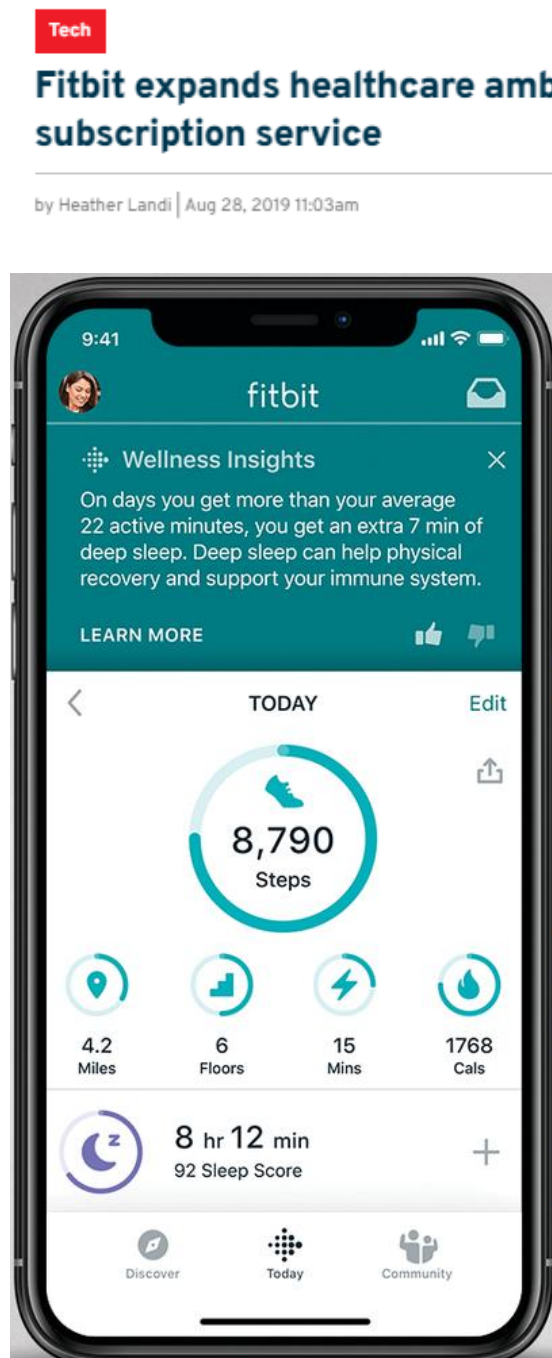 Tech
Fitbit expands healthcare
subscription service
by Heather Landi | Aug 28, 2019 11:03am
9:41
fitbit
Wellness Insights
On days you get more than your average
22 active minutes, you get an extra 7 min of
deep sleep. Deep sleep can help physical
recovery and support your immune system.
LEARN MORE
TODAY
Edit
8,790
Steps
4.2
Miles
6
Floors
15
Mins
1768
Cals
8 hr 12 min
92 Sleep Score
Discover
Today
Community